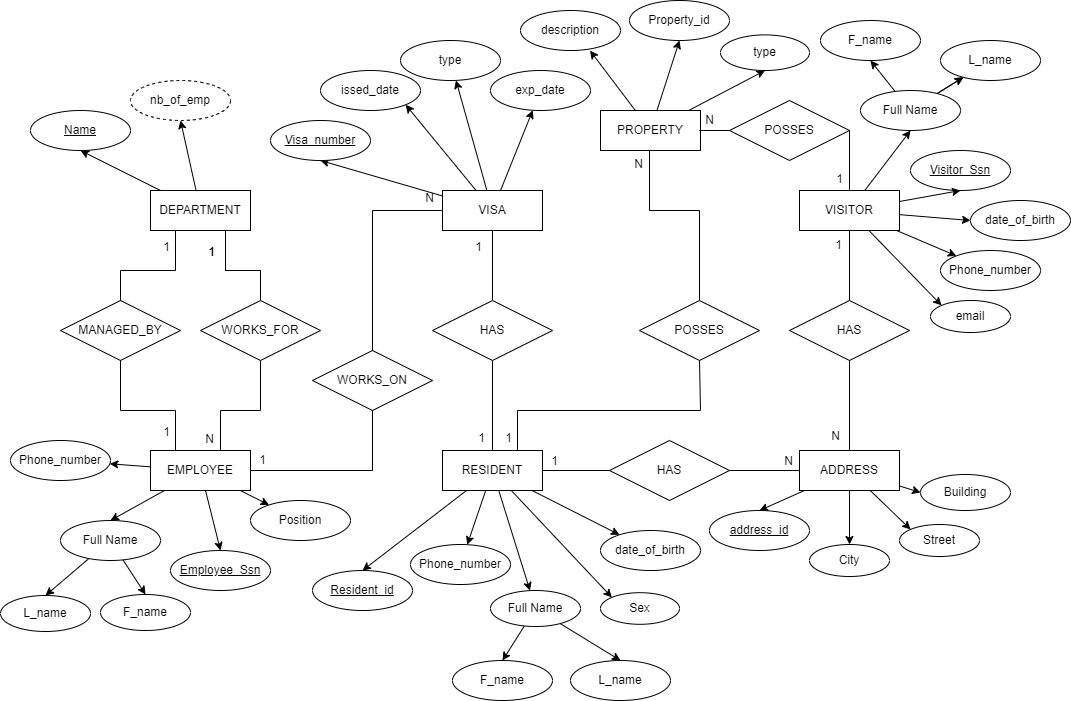 Property_id
description
F_name
type
type
L_name
issed_date
exp_date
nb_of_emp
Full Name
Name
PROPERTY
N
POSSES
Visa_number
N
Visitor_Ssn
1
N
DEPARTMENT
VISA
VISITOR
date_of_birth
1
1
1
1
Phone_number
email
MANAGED_BY
WORKS_FOR
HAS
POSSES
HAS
WORKS_ON
1
N
1
1
N
Phone_number
1
1
N
EMPLOYEE
RESIDENT
HAS
ADDRESS
Building
Position
address_id
Full Name
Street
date_of_birth
City
Phone_number
Employee_Ssn
Resident_id
L_name
F_name
Full Name
Sex
F_name
L_name